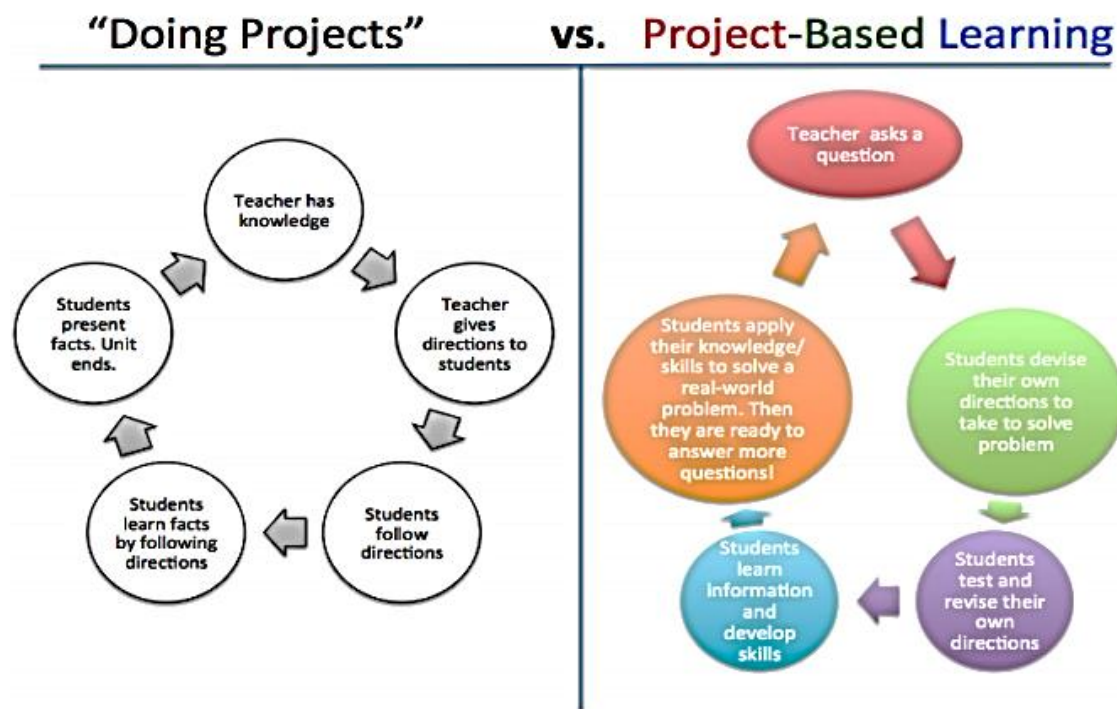 “Doing Projects” vs. Project-Based Learning
Teacher has
knowledge
Teacher
gives
directions to
students
Students
follow
directions
Students
learn facts
by following
directions
Students
present
facts. Unit
ends.
Teacher asks a
question
Students devise
their own
directions to
take to solve
problem
Students
test and
revise their
own
directions
Students
learn
information
and
develop
skills
Students apply
their knowledge/
skills to solve a
real-world
problem. Then
they are ready to
answer more
questions!